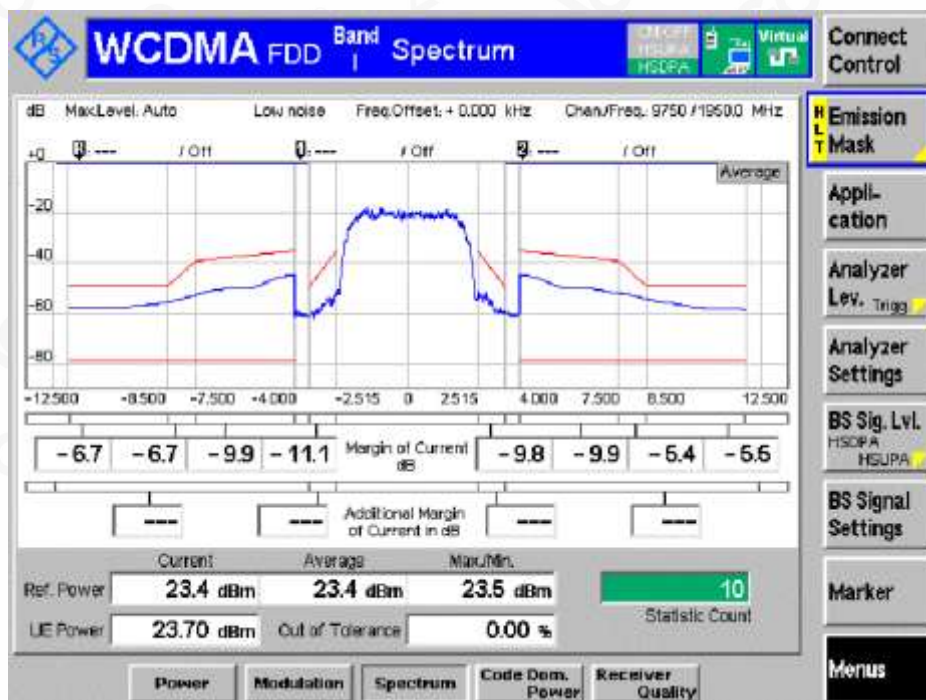 WCDMA FDD Band I Spectrum
HSUPA
HSDPA
Virtual
Connect Control
dB Max.Level: Auto Low noise Freq.Offset: + 0.000 kHz Chan./Freq.: 9750 / 1950.0 MHz
--- / Off --- / Off 2: --- / Off
Average
+0
-20
-40
-60
-80
-12.500 -8.500 -7.500 -4.000 -2.515 0 2.515 4.000 7.500 8.500 12.500
-6.7 -6.7 -9.9 -11.1 Margin of Current dB -9.8 -9.9 -5.4 -5.5
--- --- Additional Margin of Current in dB --- ---
Current Average Max./Min.
Ref. Power 23.4 dBm 23.4 dBm 23.5 dBm 10
Statistic Count
UE Power 23.70 dBm Out of Tolerance 0.00 %
Power Modulation Spectrum Code Dom. Power Receiver Quality
HLT Emission Mask
Appli-
cation
Analyzer
Lev. Trigg
Analyzer
Settings
BS Sig. Lvl.
HSDPA
HSUPA
BS Signal
Settings
Marker
Menus